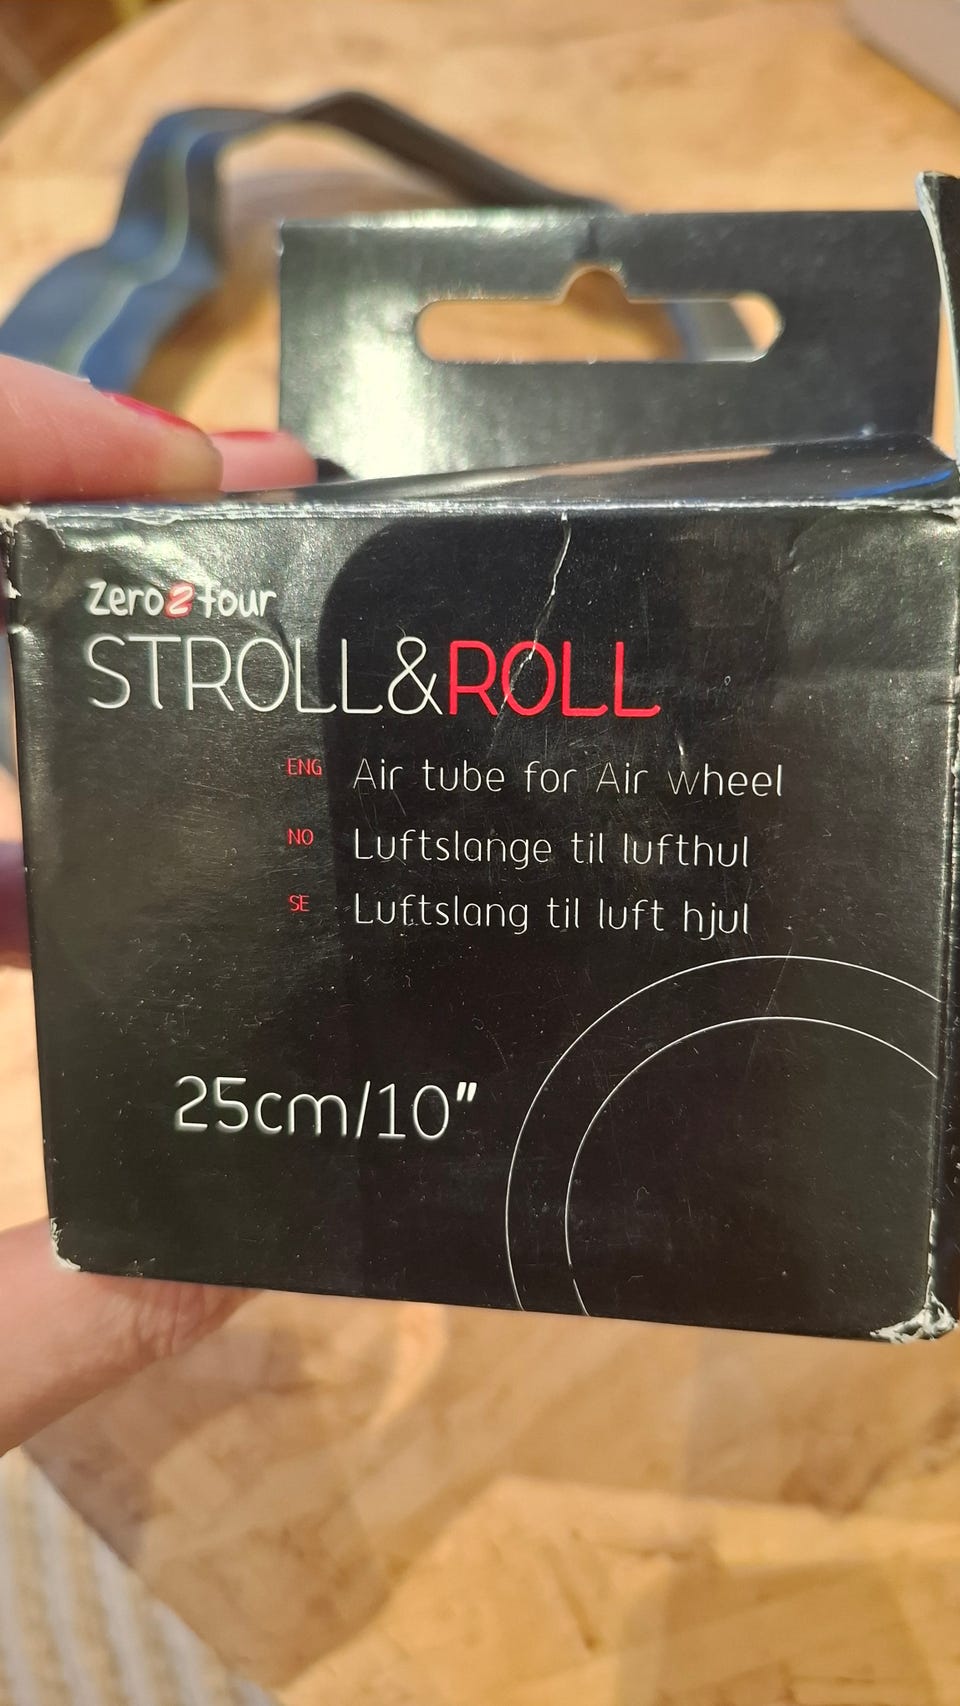 zero2tour
STROLL&ROLL
ENG Air tube for Air wheel
NO Luftslange til lufthul
SE Luftslang til luft hjul
25cm/10"